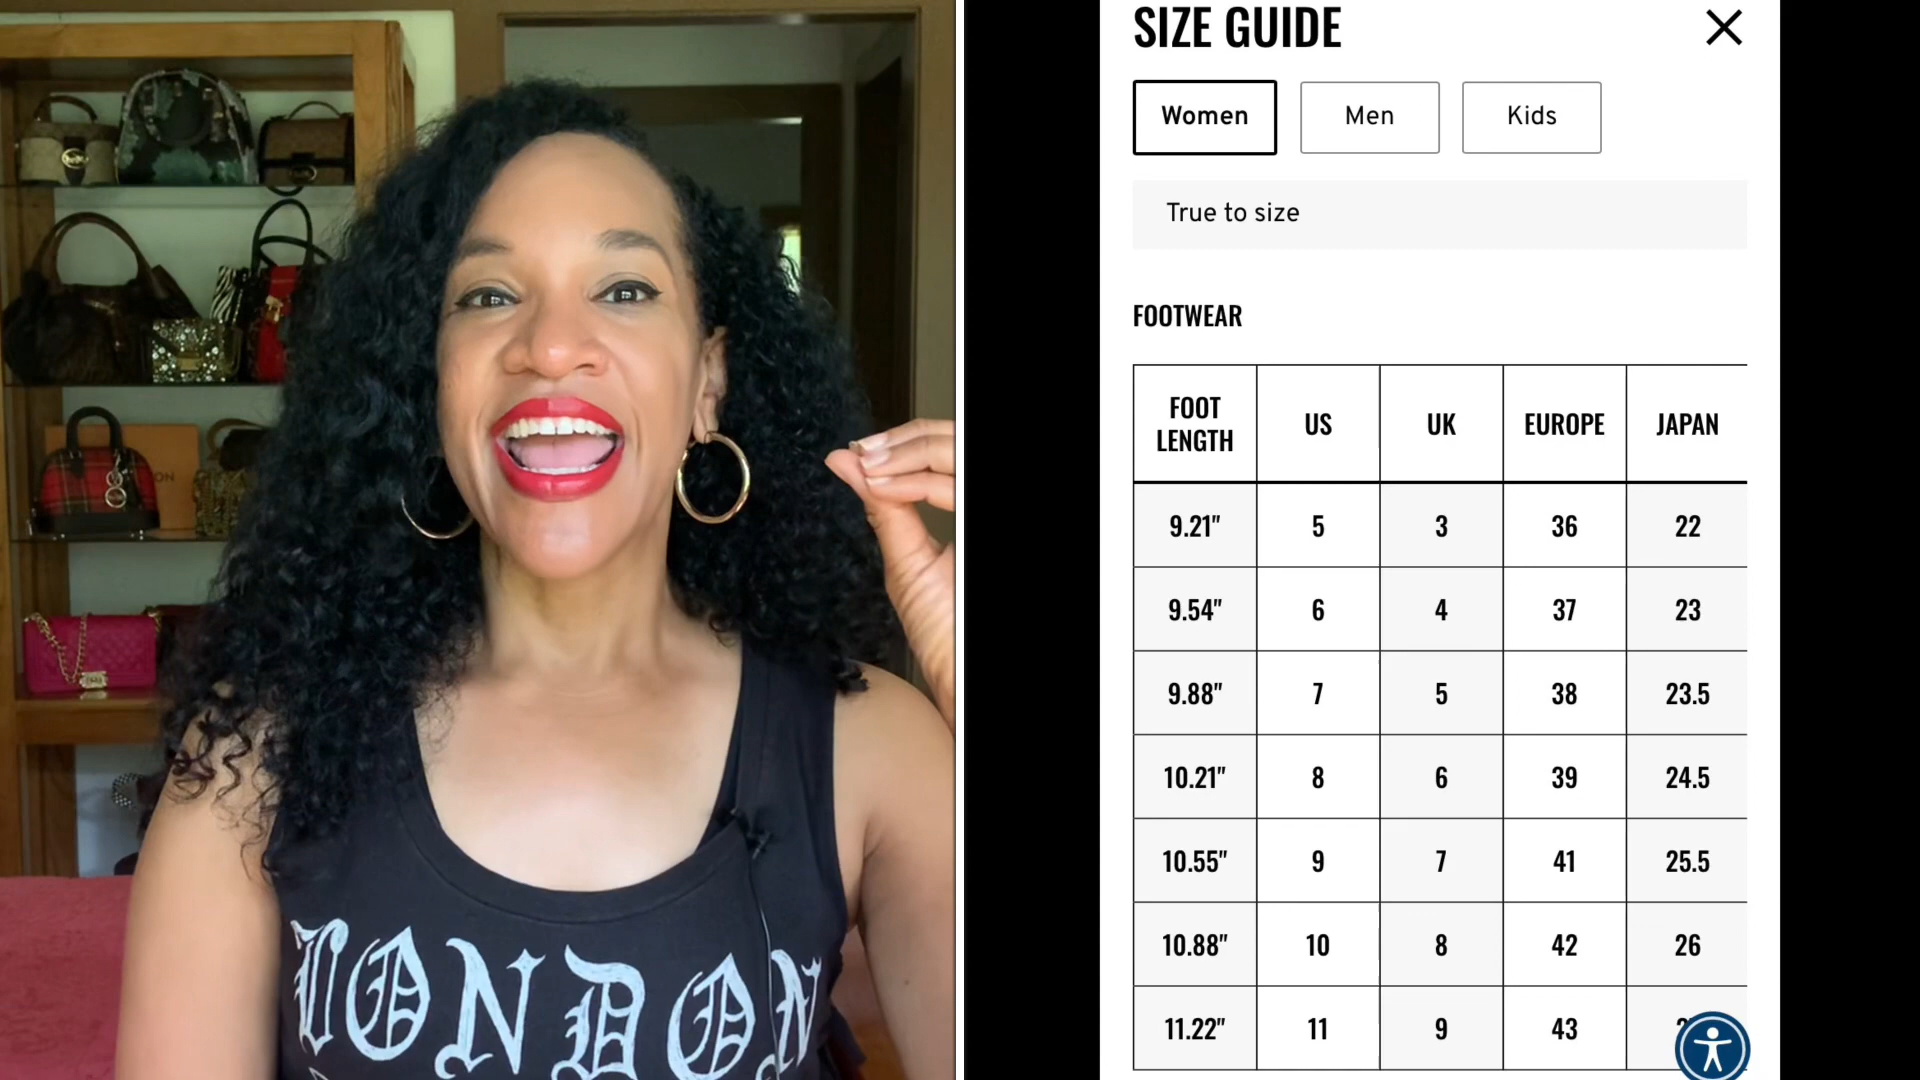 LONDON
SIZE GUIDE
Women Men Kids
True to size
FOOTWEAR
FOOT LENGTH US UK EUROPE JAPAN
9.21" 5 3 36 22
9.54" 6 4 37 23
9.88" 7 5 38 23.5
10.21" 8 6 39 24.5
10.55" 9 7 41 25.5
10.88" 10 8 42 26
11.22" 11 9 43